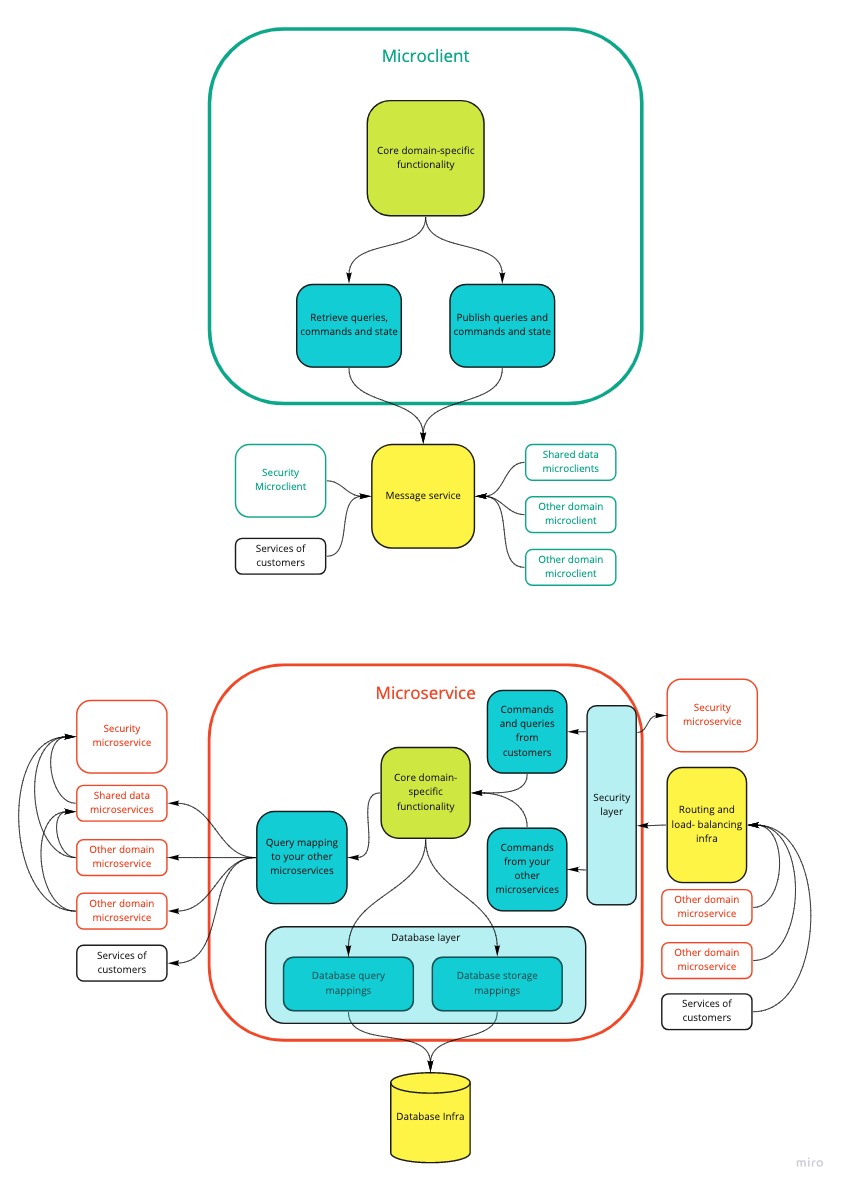 Microclient
Core domain-specific
functionality
Retrieve queries,
commands and state
Publish queries and
commands and state
Security
Microclient
Services of
customers
Message service
Shared data
microclients
Other domain
microclient
Other domain
microclient
Microservice
Security
microservice
Shared data
microservices
Other domain
microservice
Other domain
microservice
Services of
customers
Query mapping
to your other
microservices
Core domain-
specific
functionality
Commands
and queries
from
customers
Commands
from your
other
microservices
Security
layer
Security
microservice
Routing and
load- balancing
infra
Other domain
microservice
Other domain
microservice
Services of
customers
Database layer
Database query
mappings
Database storage
mappings
Database Infra
miro